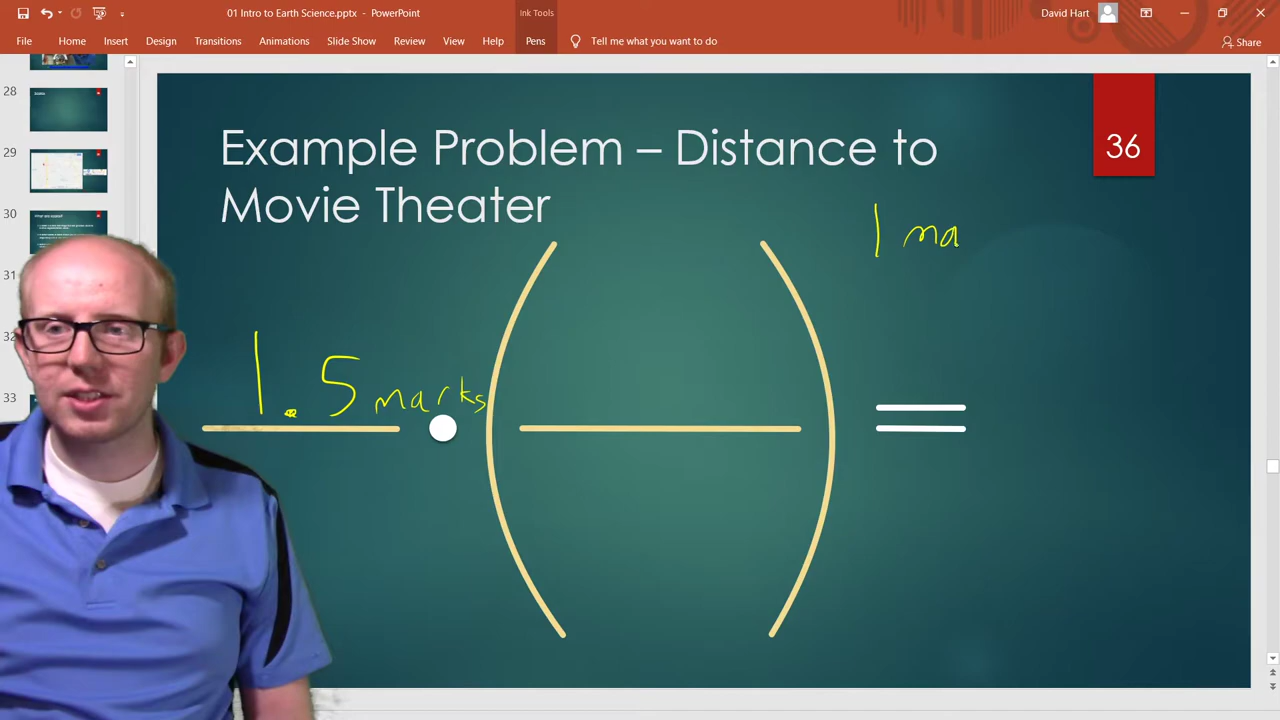 01 Intro to Earth Science.pptx - PowerPoint
Ink Tools
David Hart
File Home Insert Design Transitions Animations Slide Show Review View Help Pens Tell me what you want to do
Share
28
29
30
31
32
33
Example Problem – Distance to
Movie Theater
36
1 ma
1.5 marks